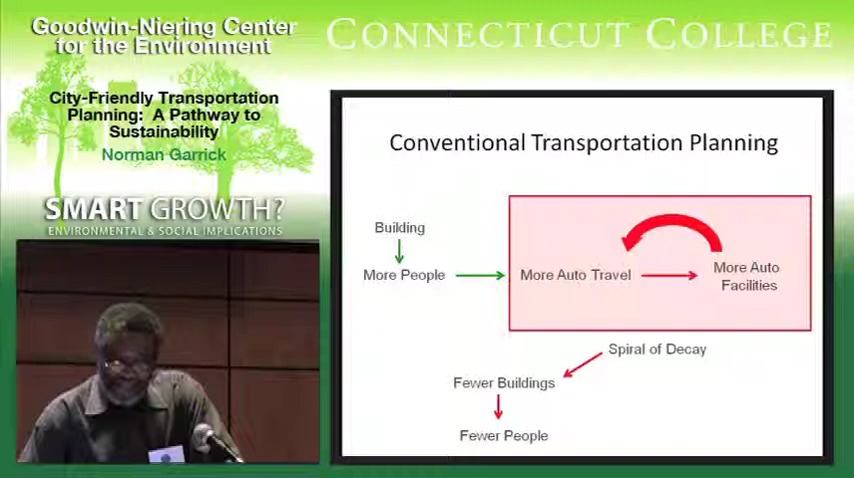 Goodwin-Niering Center
for the Environment
CONNECTICUT COLLEGE
City-Friendly Transportation
Planning: A Pathway to
Sustainability
Norman Garrick
SMART GROWTH?
ENVIRONMENTAL & SOCIAL IMPLICATIONS
Conventional Transportation Planning
Building
More People
More Auto Travel
More Auto
Facilities
Spiral of Decay
Fewer Buildings
Fewer People